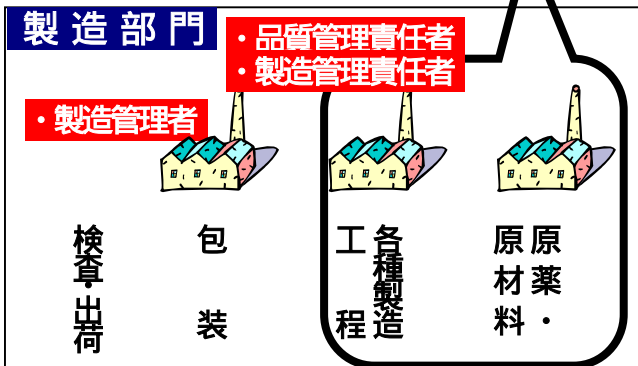 製造部門
・品質管理責任者
・製造管理責任者
・製造管理者
原薬・
原材料
各種製造
工程
包装
検査・出荷